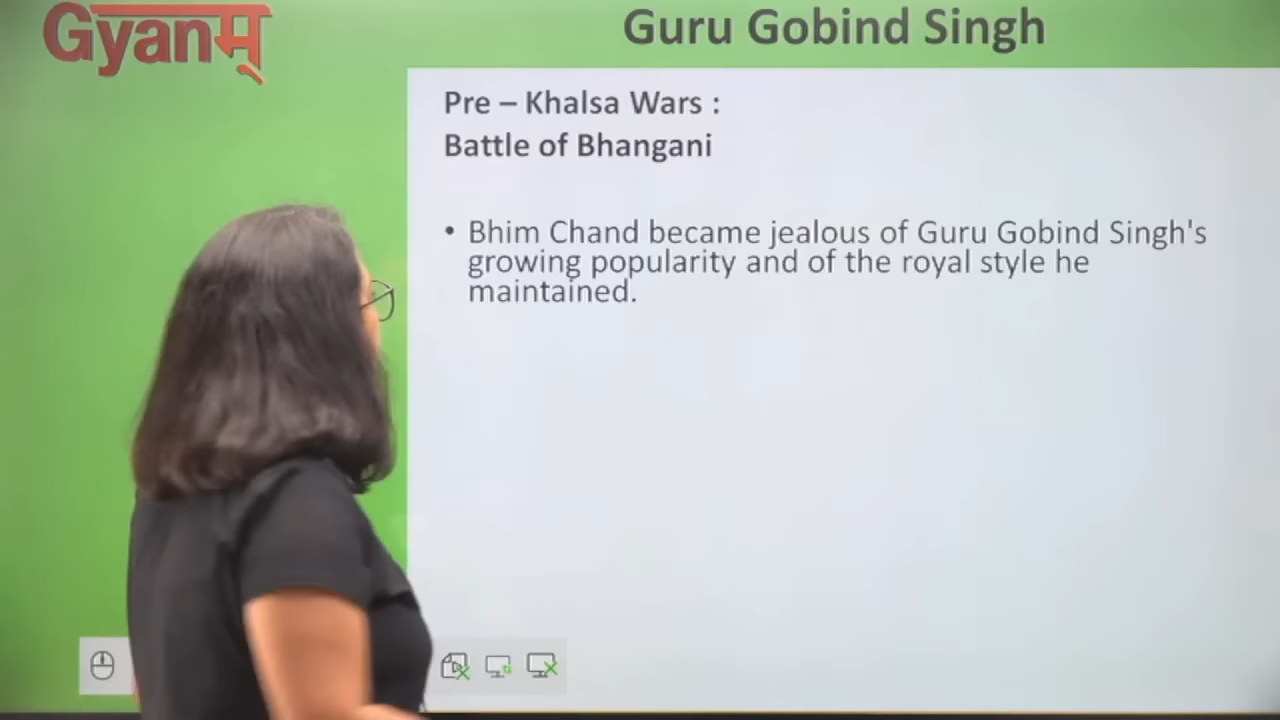 Gyanम्
Guru Gobind Singh
Pre – Khalsa Wars :
Battle of Bhangani
• Bhim Chand became jealous of Guru Gobind Singh's
growing popularity and of the royal style he
maintained.